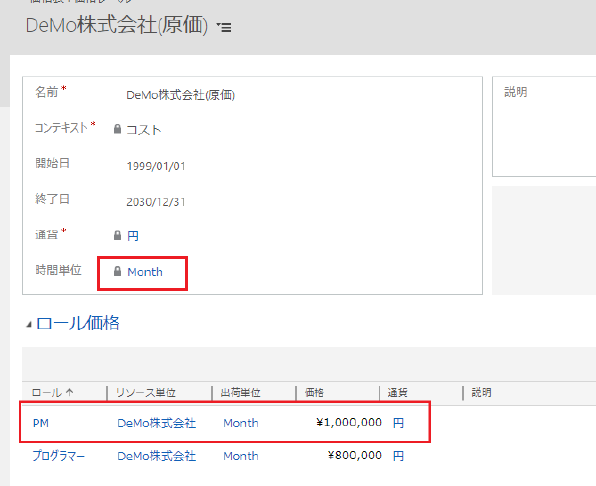 DeMo株式会社(原価)
名前*
DeMo株式会社(原価)
コンテキスト*
コスト
開始日
1999/01/01
終了日
2030/12/31
通貨*
円
時間単位
Month
説明
ロール価格
ロール↑ リソース単位 出荷単位 価格 通貨 説明
PM DeMo株式会社 Month ¥1,000,000 円
プログラマー DeMo株式会社 Month ¥800,000 円